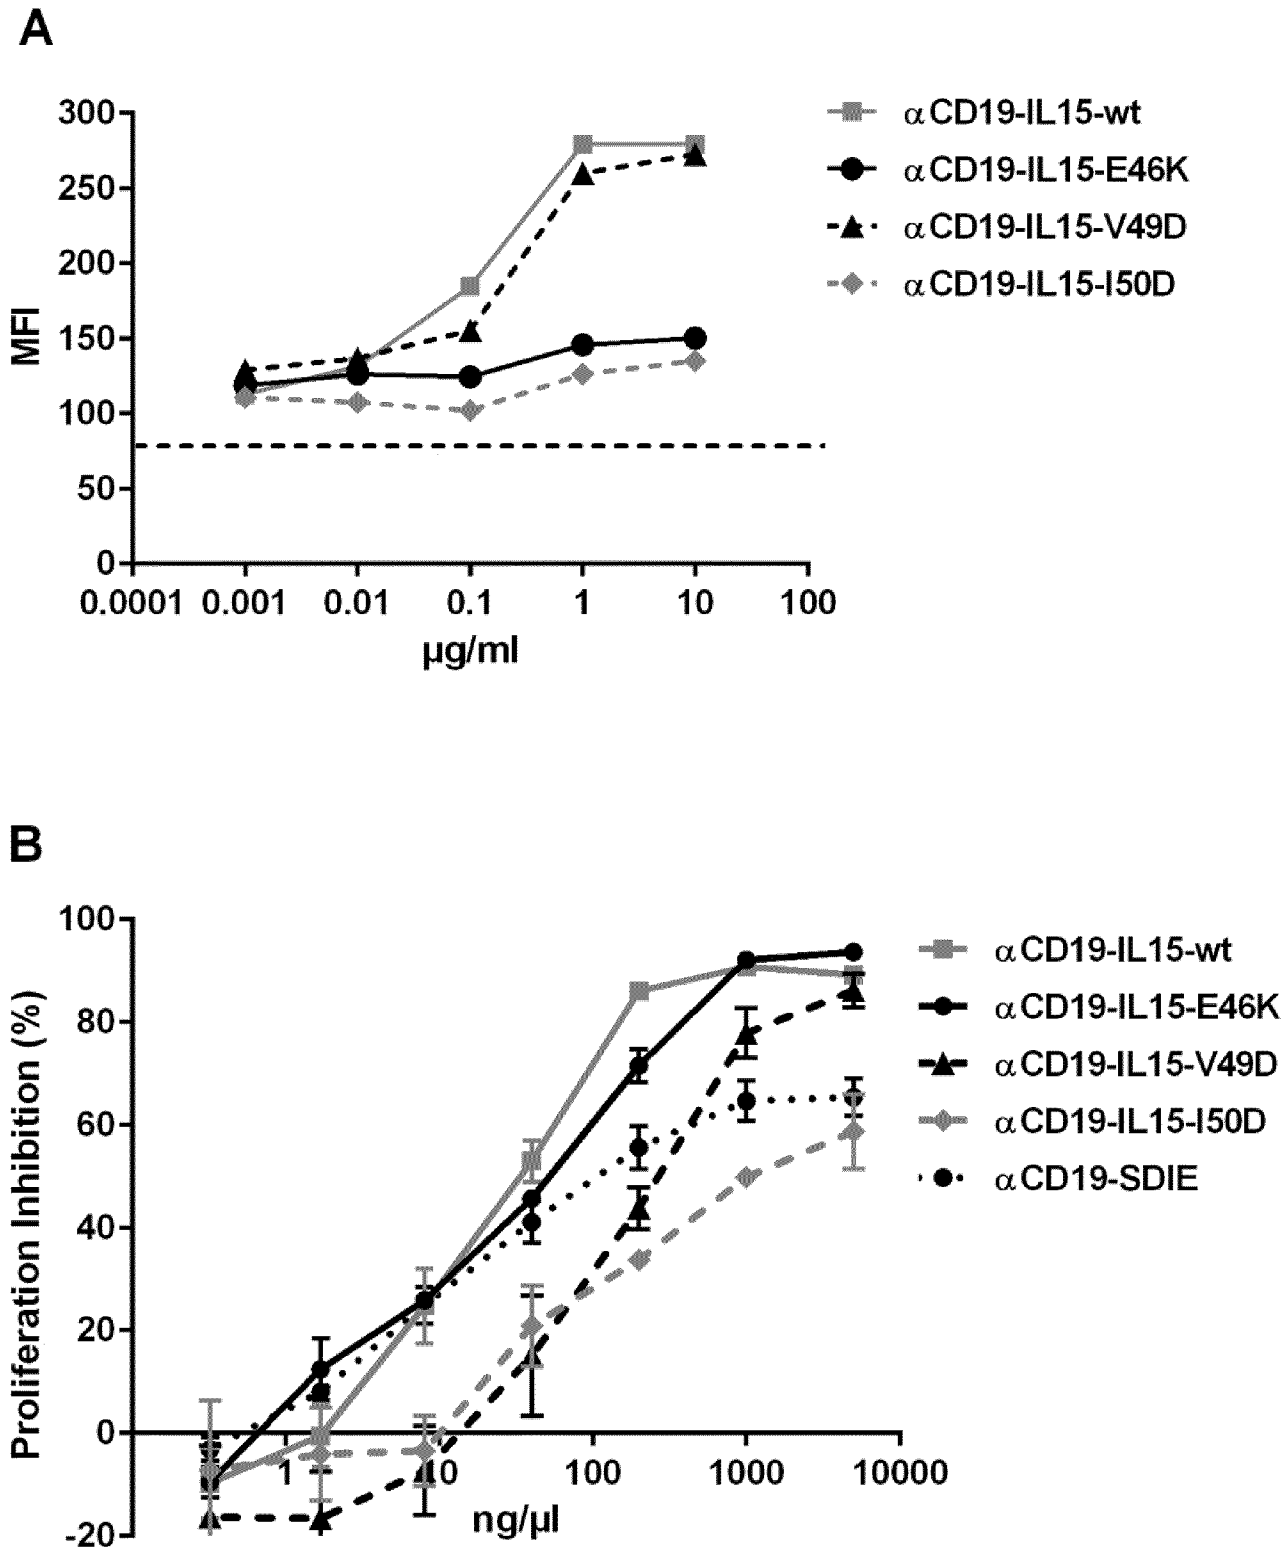 A
300
250
200
150
100
50
0
MFI
0.0001 0.001 0.01 0.1 1 10 100
µg/ml
αCD19-IL15-wt
αCD19-IL15-E46K
αCD19-IL15-V49D
αCD19-IL15-I50D
B
100
80
60
40
20
0
-20
Proliferation Inhibition (%)
1 10 100 1000 10000
ng/µl
αCD19-IL15-wt
αCD19-IL15-E46K
αCD19-IL15-V49D
αCD19-IL15-I50D
αCD19-SDIE